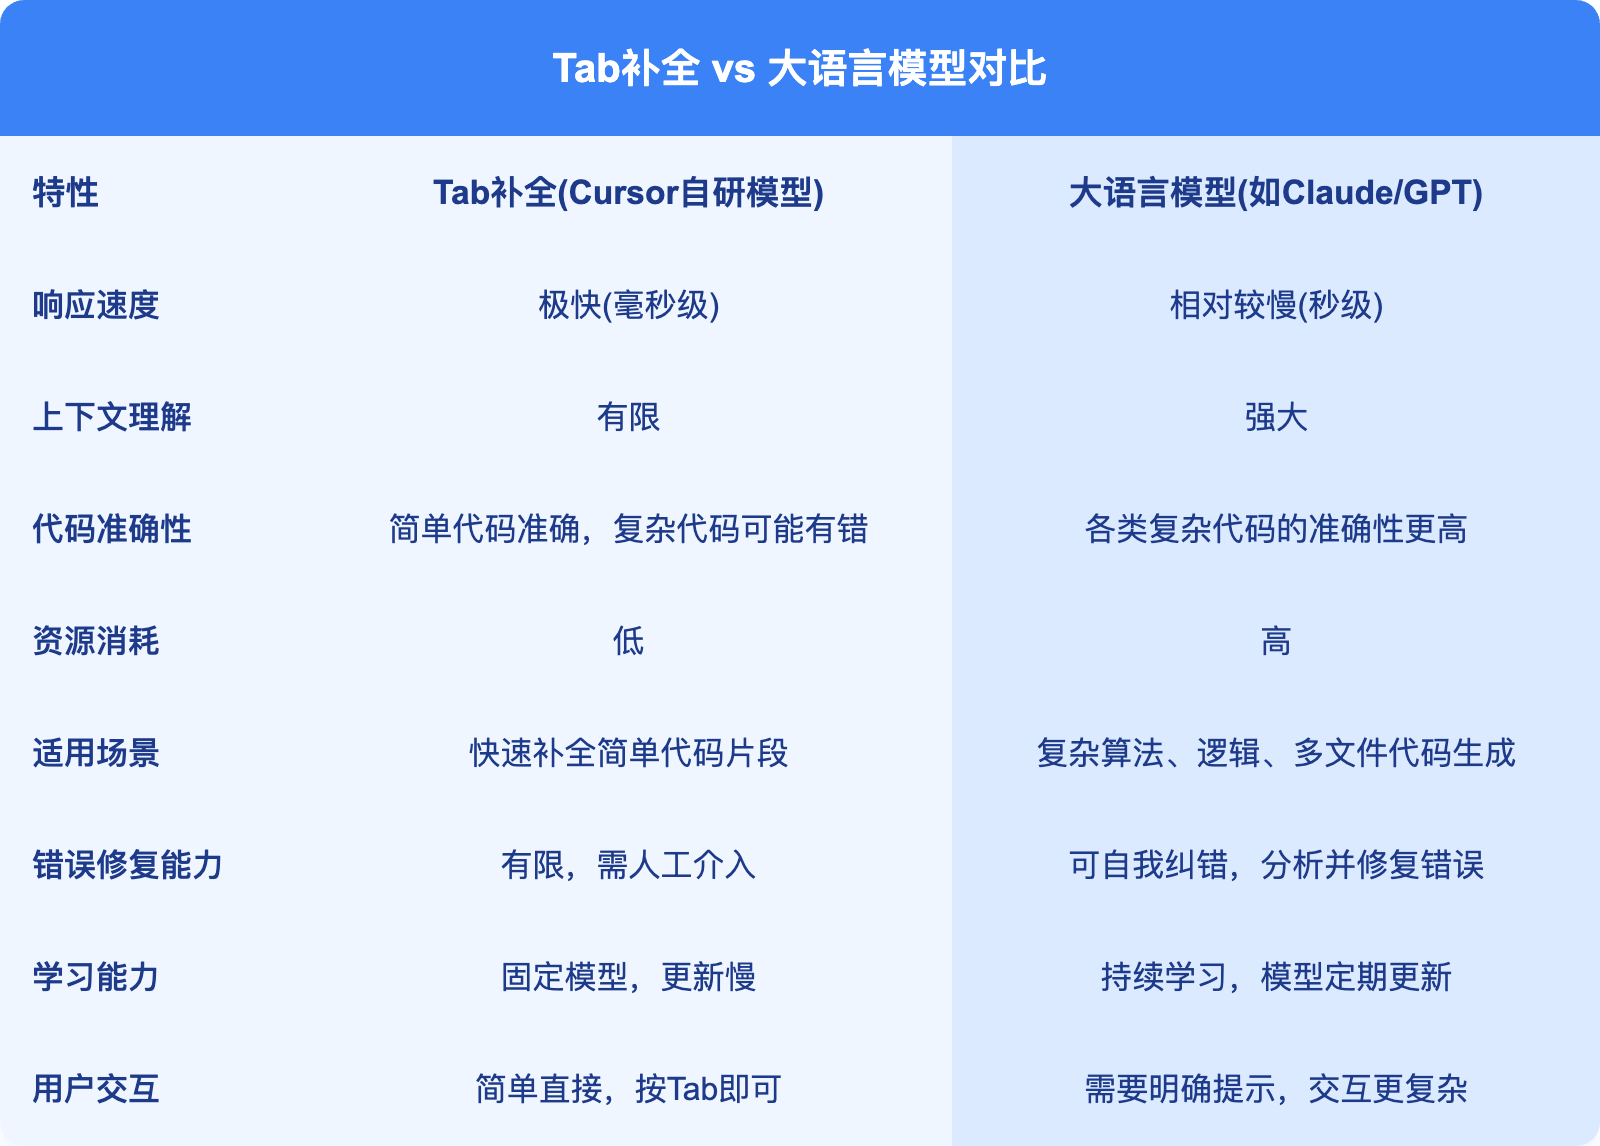 Tab补全 vs 大语言模型对比
特性 Tab补全(Cursor自研模型) 大语言模型(如Claude/GPT)
响应速度 极快(毫秒级) 相对较慢(秒级)
上下文理解 有限 强大
代码准确性 简单代码准确，复杂代码可能有错 各类复杂代码的准确性更高
资源消耗 低 高
适用场景 快速补全简单代码片段 复杂算法、逻辑、多文件代码生成
错误修复能力 有限，需人工介入 可自我纠错，分析并修复错误
学习能力 固定模型，更新慢 持续学习，模型定期更新
用户交互 简单直接，按Tab即可 需要明确提示，交互更复杂